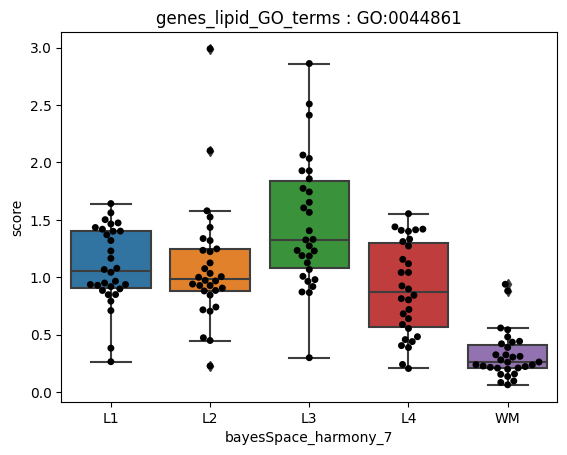 genes_lipid_GO_terms : GO:0044861
3.0
2.5
2.0
1.5
1.0
0.5
0.0
score
L1 L2 L3 L4 WM
bayesSpace_harmony_7